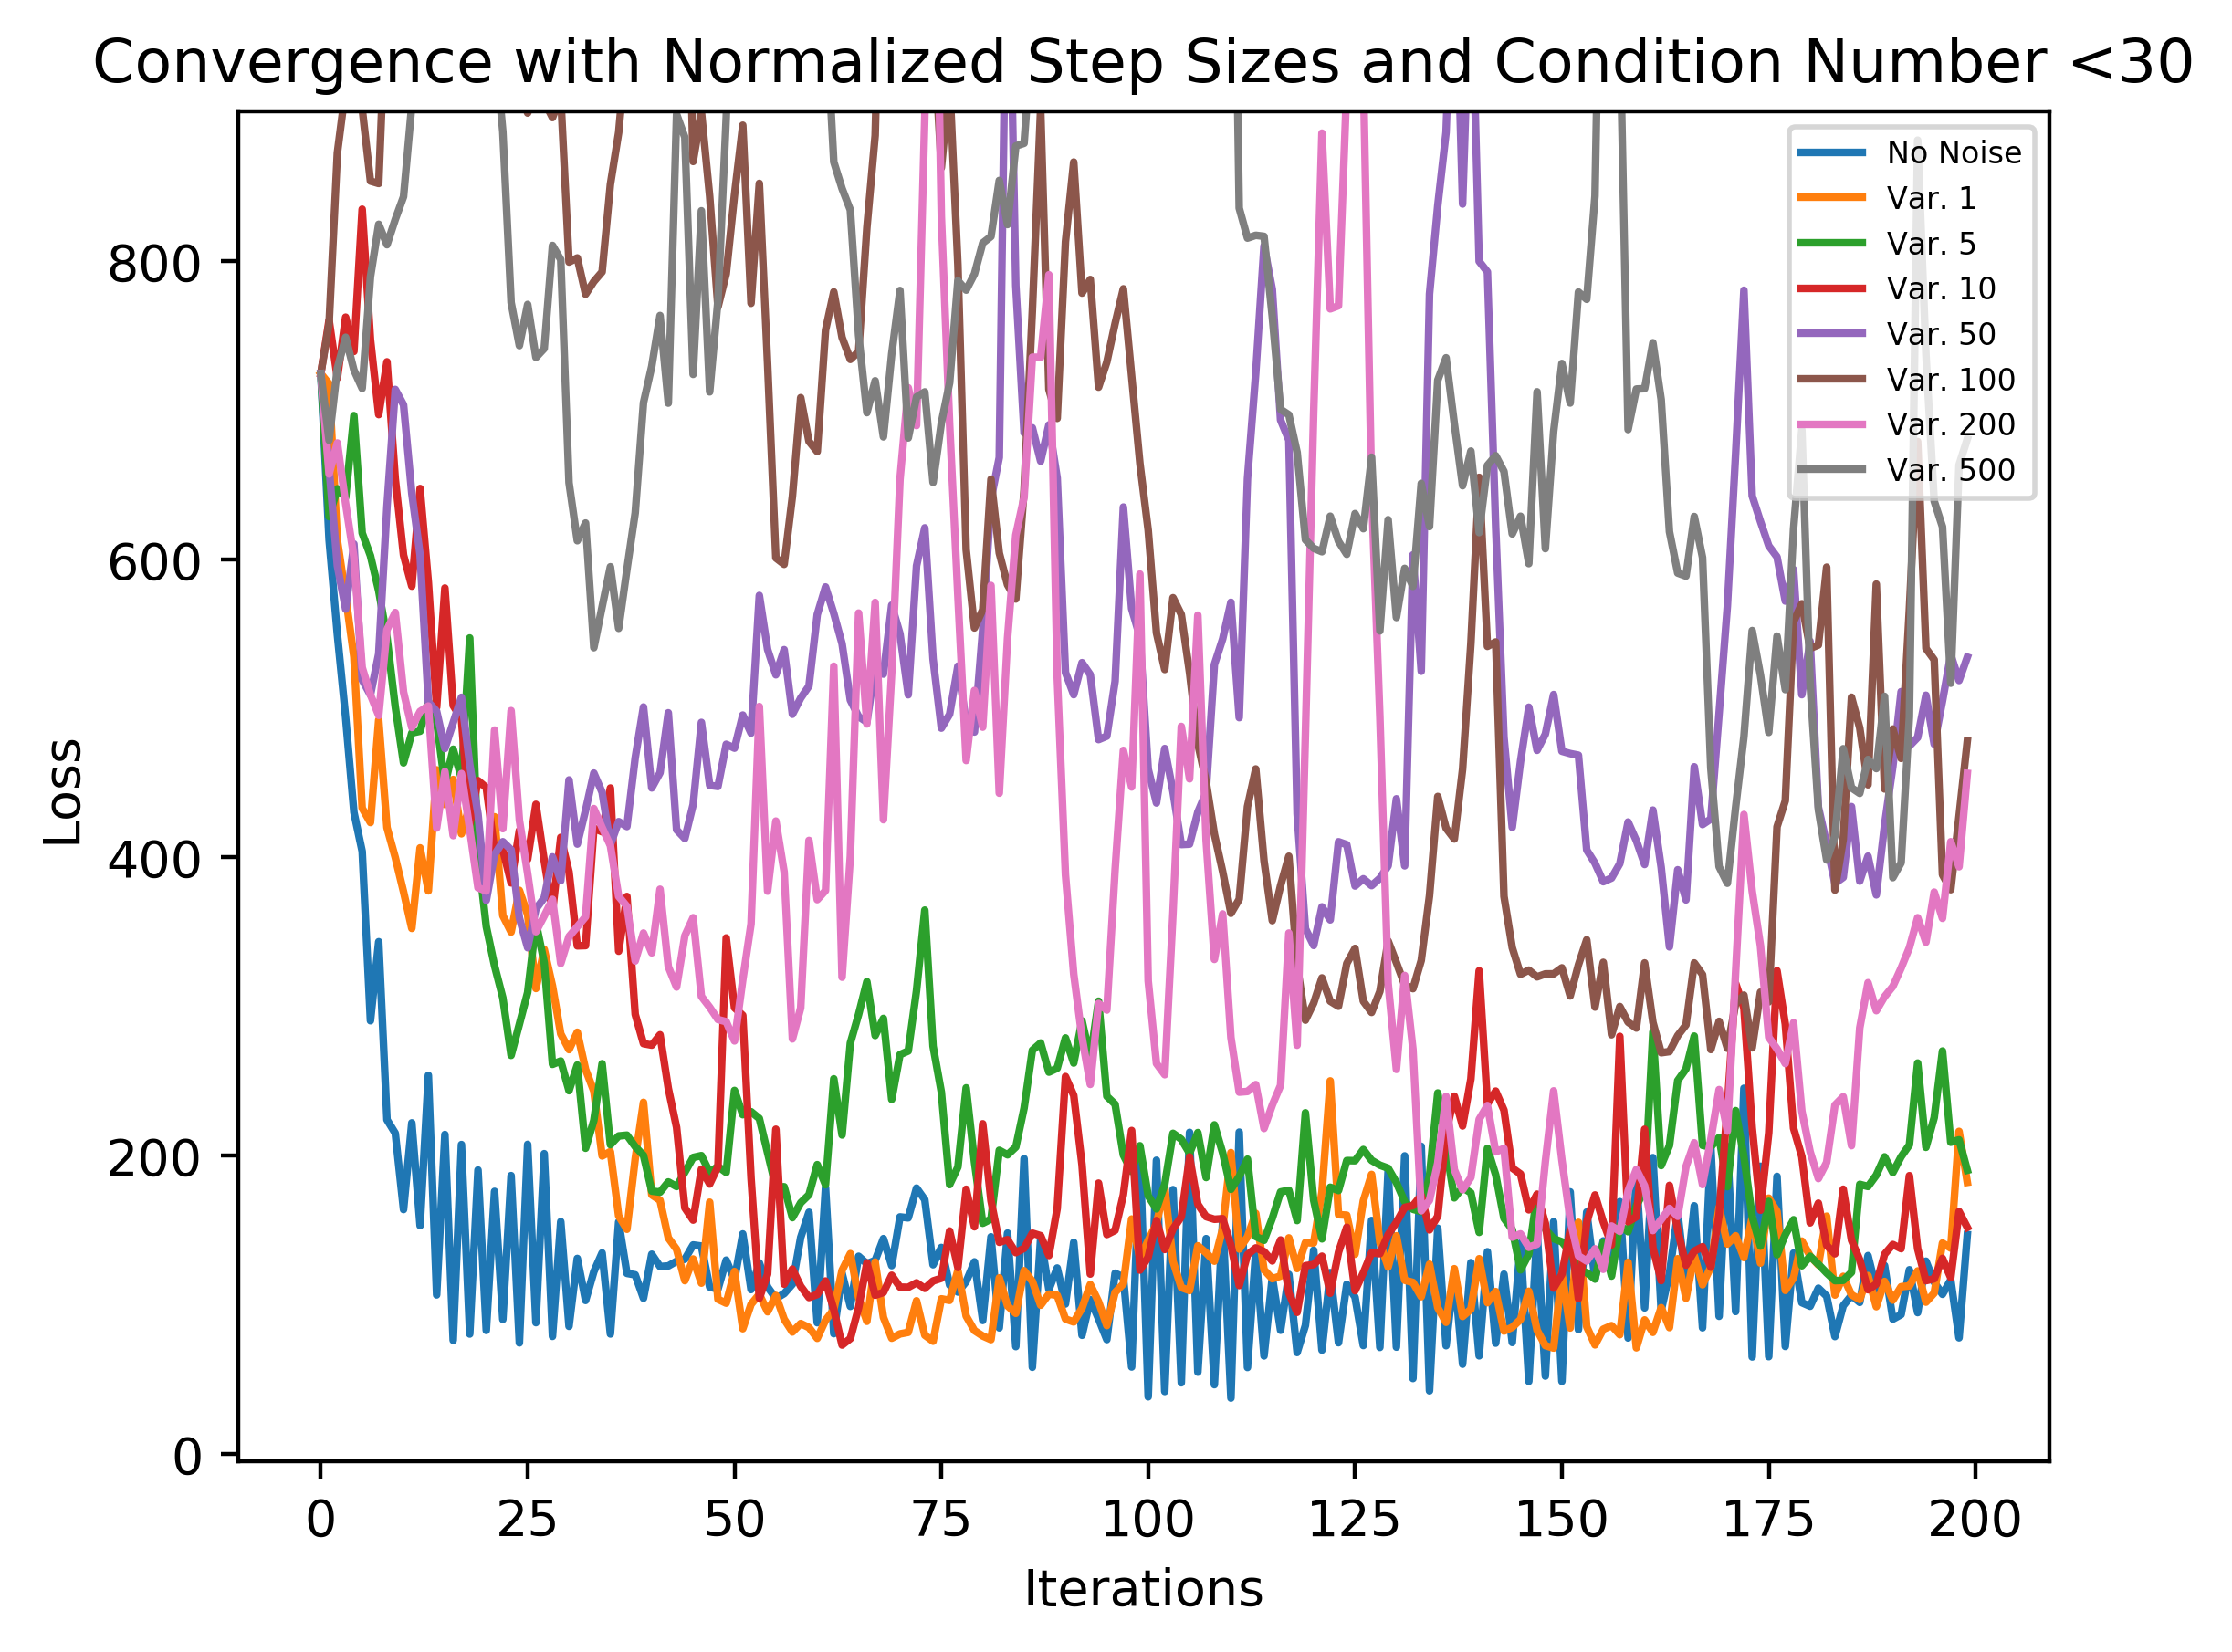 Convergence with Normalized Step Sizes and Condition Number <30
No Noise
Var. 1
Var. 5
Var. 10
Var. 50
Var. 100
Var. 200
Var. 500
800
600
400
200
0
Loss
0 25 50 75 100 125 150 175 200
Iterations